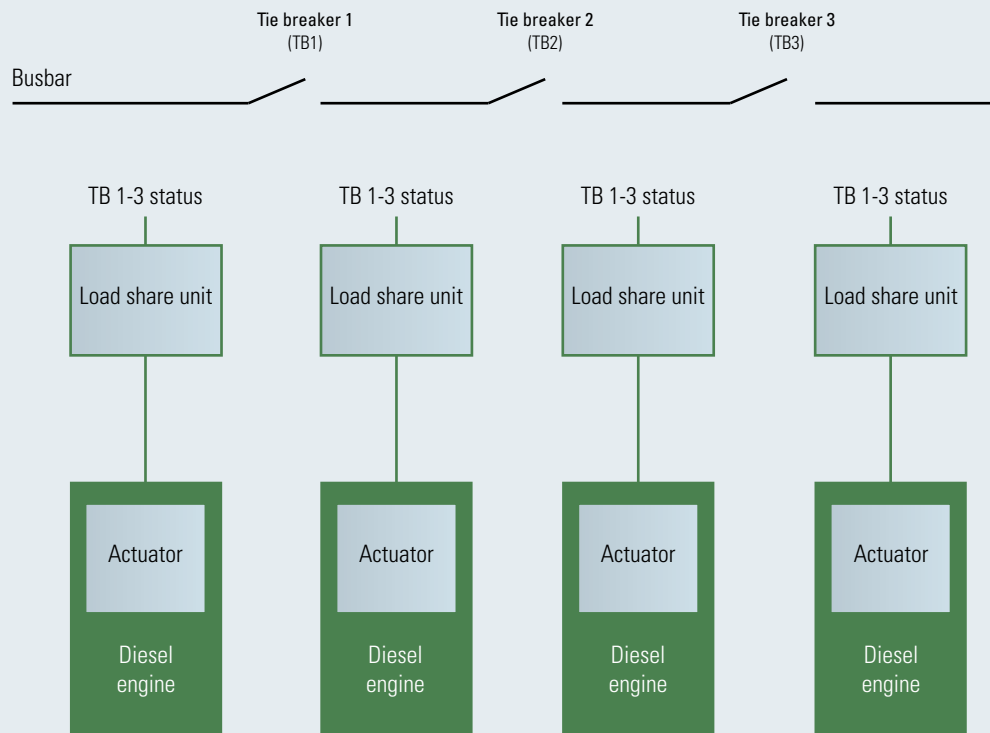 Tie breaker 1
(TB1)
Tie breaker 2
(TB2)
Tie breaker 3
(TB3)
Busbar
TB 1-3 status
TB 1-3 status
TB 1-3 status
TB 1-3 status
Load share unit
Load share unit
Load share unit
Load share unit
Actuator
Actuator
Actuator
Actuator
Diesel
engine
Diesel
engine
Diesel
engine
Diesel
engine